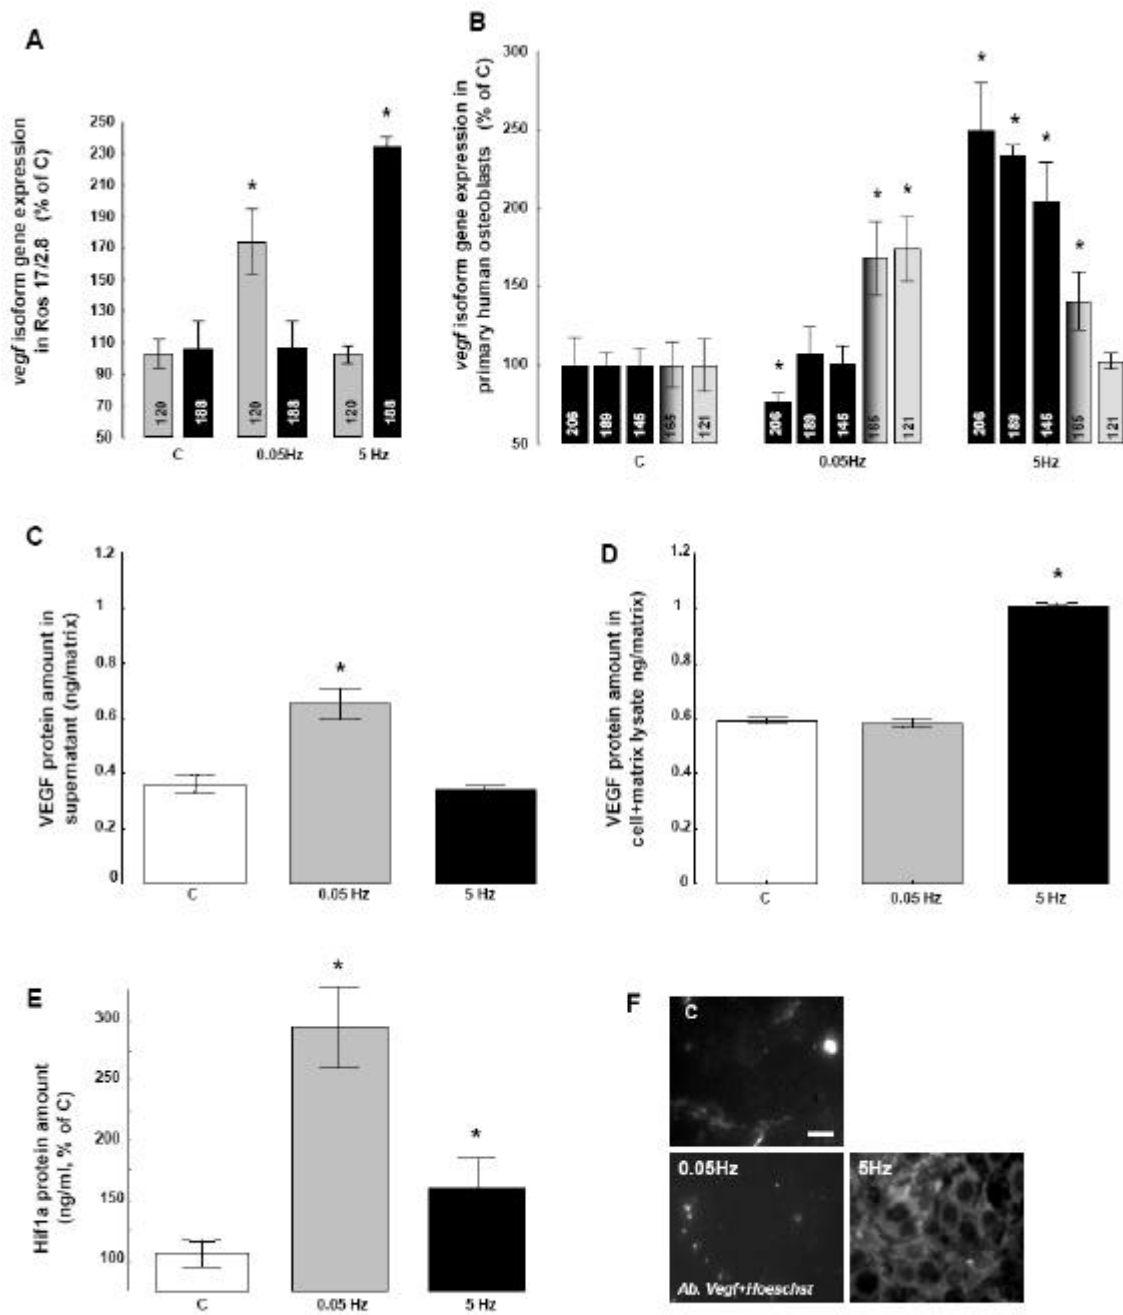 A
vegf isoform gene expression
in Ros 17/2.8 (% of C)
250
230
210
190
170
150
130
110
90
70
50
*
*
120
188
120
188
120
188
C
0.05Hz
5 Hz
B
vegf isoform gene expression in
primary human osteoblasts (% of C)
300
250
200
150
100
50
*
*
*
*
*
*
*
206
189
145
165
121
206
189
145
165
121
206
189
145
165
121
C
0.05Hz
5Hz
C
VEGF protein amount in
supernatant (ng/matrix)
1.2
1
0.8
0.6
0.4
0.2
0
*
C
0.05 Hz
5 Hz
D
VEGF protein amount in
cell+matrix lysate ng/matrix)
1.2
1
0.8
0.6
0.4
0.2
0
*
C
0.05 Hz
5 Hz
E
Hif1a protein amount
(ng/ml, % of C)
300
250
200
150
100
*
*
C
0.05 Hz
5 Hz
F
C
0.05Hz
5Hz
Ab. Vegf+Hoeschst